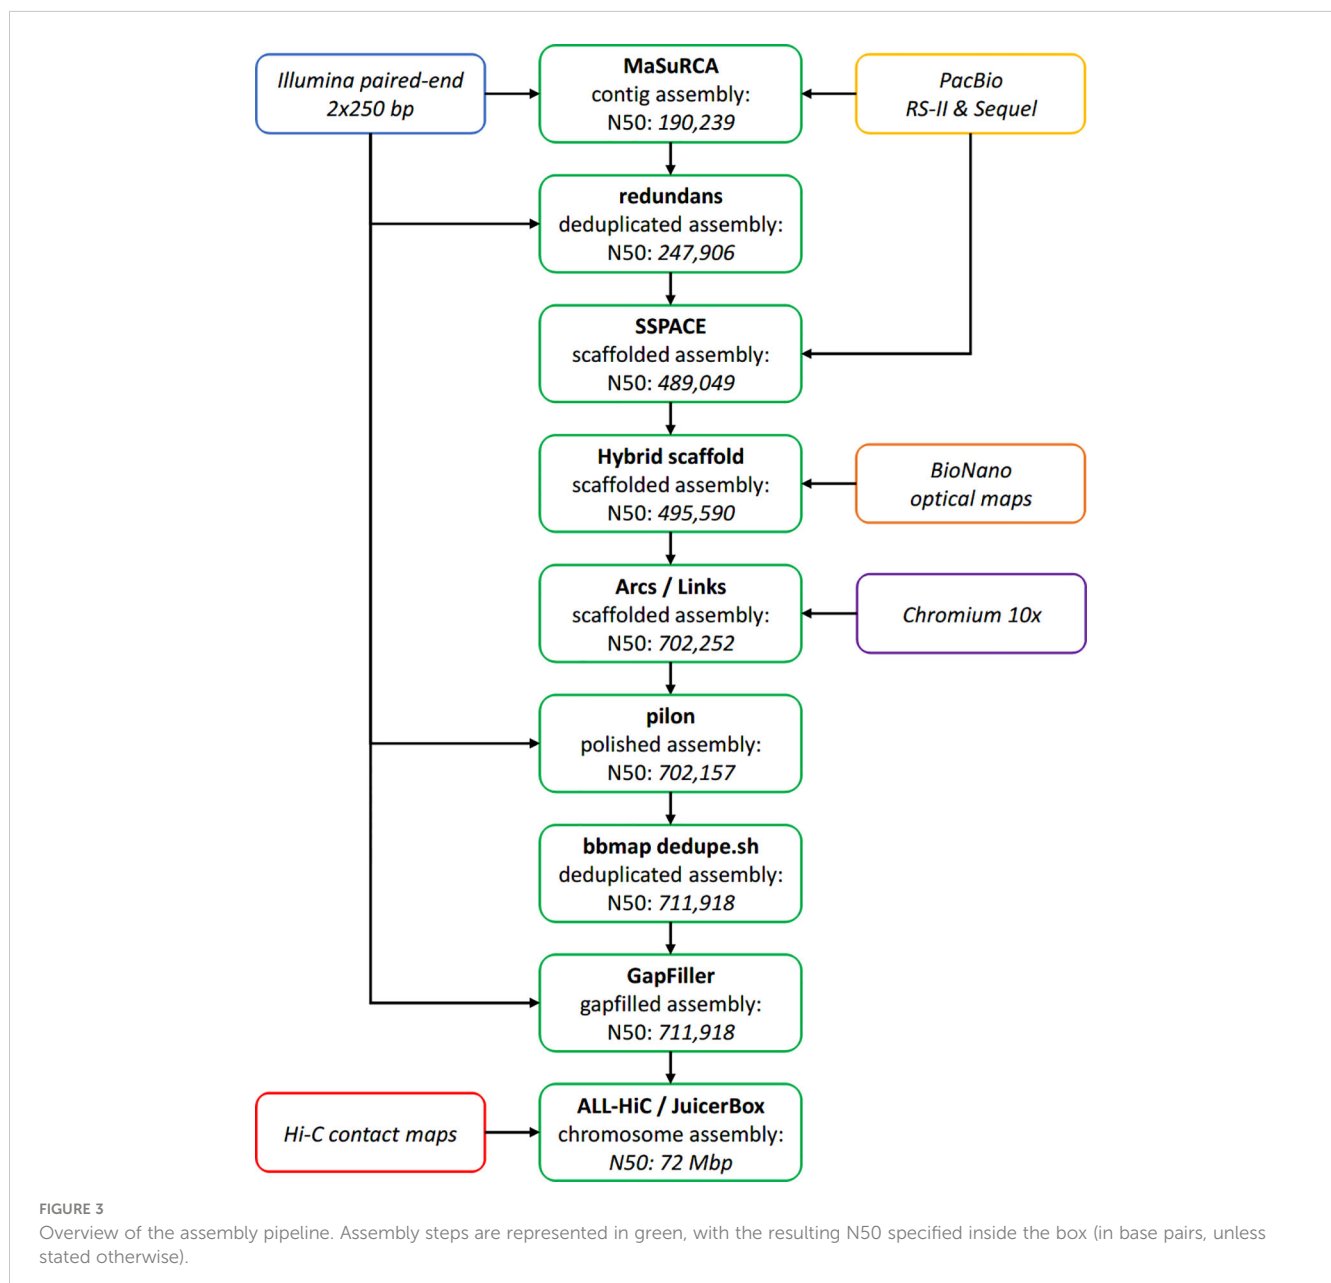 Illumina paired-end
2x250 bp
MaSuRCA
contig assembly:
N50: 190,239
PacBio
RS-II & Sequel
redundans
deduplicated assembly:
N50: 247,906
SSPACE
scaffolded assembly:
N50: 489,049
Hybrid scaffold
scaffolded assembly:
N50: 495,590
BioNano
optical maps
Arcs / Links
scaffolded assembly:
N50: 702,252
Chromium 10x
pilon
polished assembly:
N50: 702,157
bbmap dedupe.sh
deduplicated assembly:
N50: 711,918
GapFiller
gapfilled assembly:
N50: 711,918
Hi-C contact maps
ALL-HiC / JuicerBox
chromosome assembly:
N50: 72 Mbp
FIGURE 3
Overview of the assembly pipeline. Assembly steps are represented in green, with the resulting N50 specified inside the box (in base pairs, unless
stated otherwise).